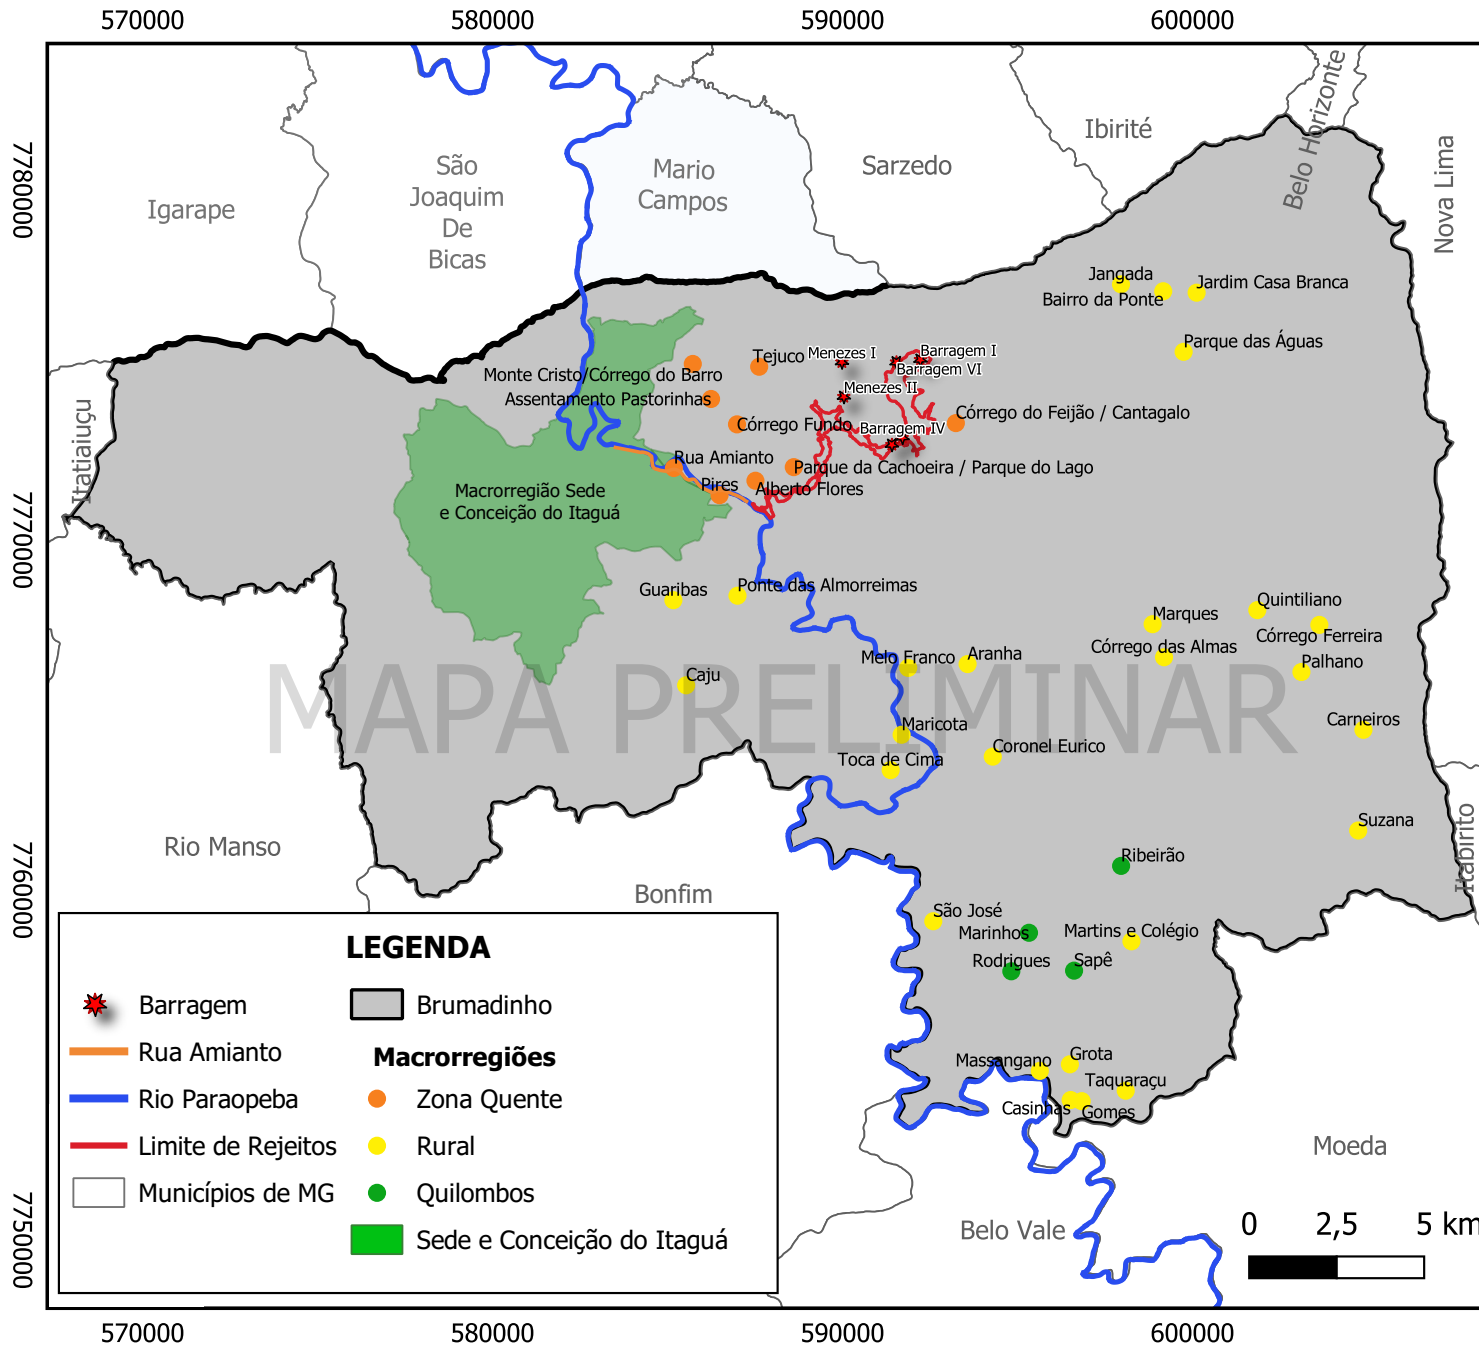 570000
580000
590000
600000
Ibirité
Belo Horizonte
Nova Lima
7780000
São
Joaquim
De
Bicas
Mario
Campos
Sarzedo
Igarape
Jangada
Bairro da Ponte
Jardim Casa Branca
Parque das Águas
Tejuco
Menezes I
Barragem I
Barragem VI
Monte Cristo/Córrego do Barro
Menezes II
Assentamento Pastorinhas
Córrego do Feijão / Cantagalo
Córrego Fundo
Barragem IV
Itatiaiuçu
Rua Amianto
Parque da Cachoeira / Parque do Lago
Pires
Alberto Flores
Macrorregião Sede
e Conceição do Itaguá
7770000
Guaribas
Ponte das Almorreimas
Quintiliano
Marques
Córrego Ferreira
Córrego das Almas
Melo Franco
Aranha
Palhano
Caju
MAPA PRELIMINAR
Maricota
Carneiros
Coronel Eurico
Toca de Cima
Suzana
Rio Manso
Itabirito
Ribeirão
7760000
Bonfim
São José
Marinhos
Martins e Colégio
Rodrigues
Sapê
Massangano
Grota
Taquaraçu
Casinhas
Gomes
Moeda
Belo Vale
LEGENDA
Barragem
Rua Amianto
Rio Paraopeba
Limite de Rejeitos
Municípios de MG
Brumadinho
Macrorregiões
Zona Quente
Rural
Quilombos
Sede e Conceição do Itaguá
7750000
0 2,5 5 km
570000
580000
590000
600000